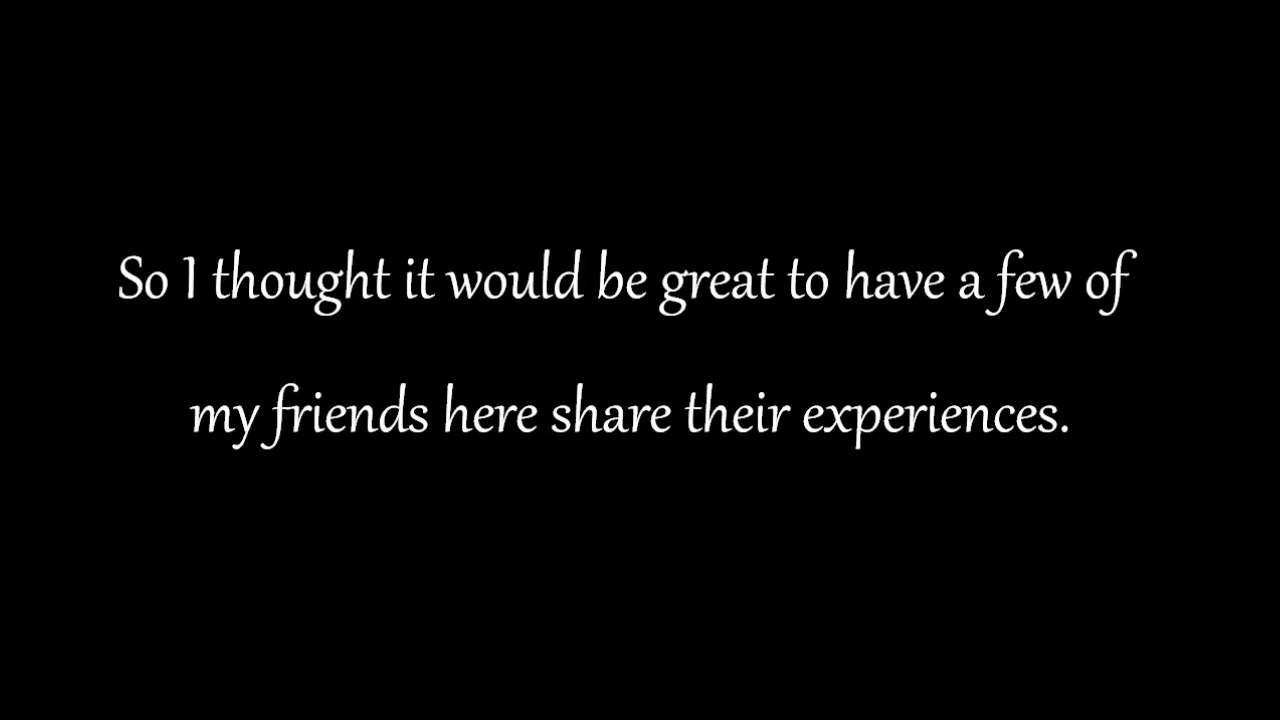 So I thought it would be great to have a few of
my friends here share their experiences.